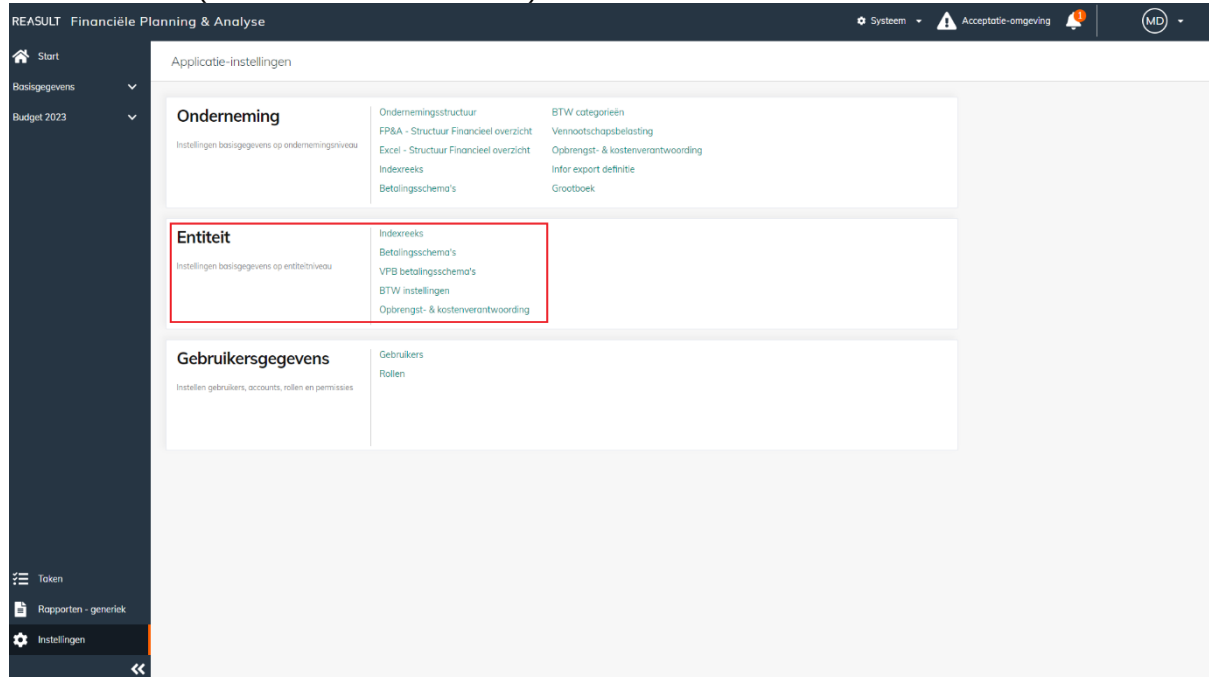 REASULT Financiële Planning & Analyse
Systeem
Acceptatie-omgeving
1
MD
Start
Basisgegevens
Budget 2023
Taken
Rapporten - generiek
Instellingen
Applicatie-instellingen
Onderneming
Instellingen basisgegevens op ondernemingsniveau
Ondernemingsstructuur
FP&A - Structuur Financieel overzicht
Excel - Structuur Financieel overzicht
Indexreeks
Betalingsschema's
BTW categorieën
Vennootschapsbelasting
Opbrengst- & kostenverantwoording
Infor export definitie
Grootboek
Entiteit
Instellingen basisgegevens op entiteitniveau
Indexreeks
Betalingsschema's
VPB betalingsschema's
BTW instellingen
Opbrengst- & kostenverantwoording
Gebruikersgegevens
Instellen gebruikers, accounts, rollen en permissies
Gebruikers
Rollen